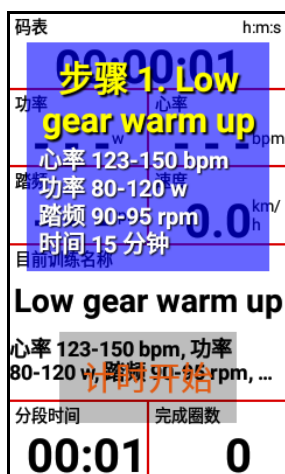 码表 h:m:s
00:00:01
步骤 1. Low
gear warm up
功率 心率
- - - w - - - bpm
心率 123-150 bpm
功率 80-120 w
踏频 90-95 rpm
时间 15 分钟
踏频 速度
0.0 km/h
目前训练名称
Low gear warm up
心率 123-150 bpm, 功率
80-120 w, 踏频 90-95 rpm, ...
计时开始
分段时间 完成圈数
00:01 0